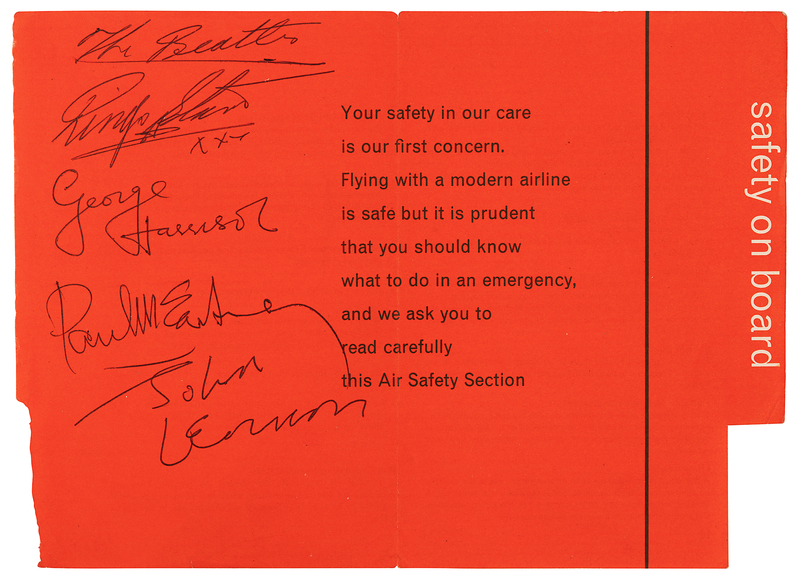 The Beatles
Ringo Starr
xxx
George
Harrison
Paul McCartney
John
Lennon
Your safety in our care
is our first concern.
Flying with a modern airline
is safe but it is prudent
that you should know
what to do in an emergency,
and we ask you to
read carefully
this Air Safety Section
safety on board